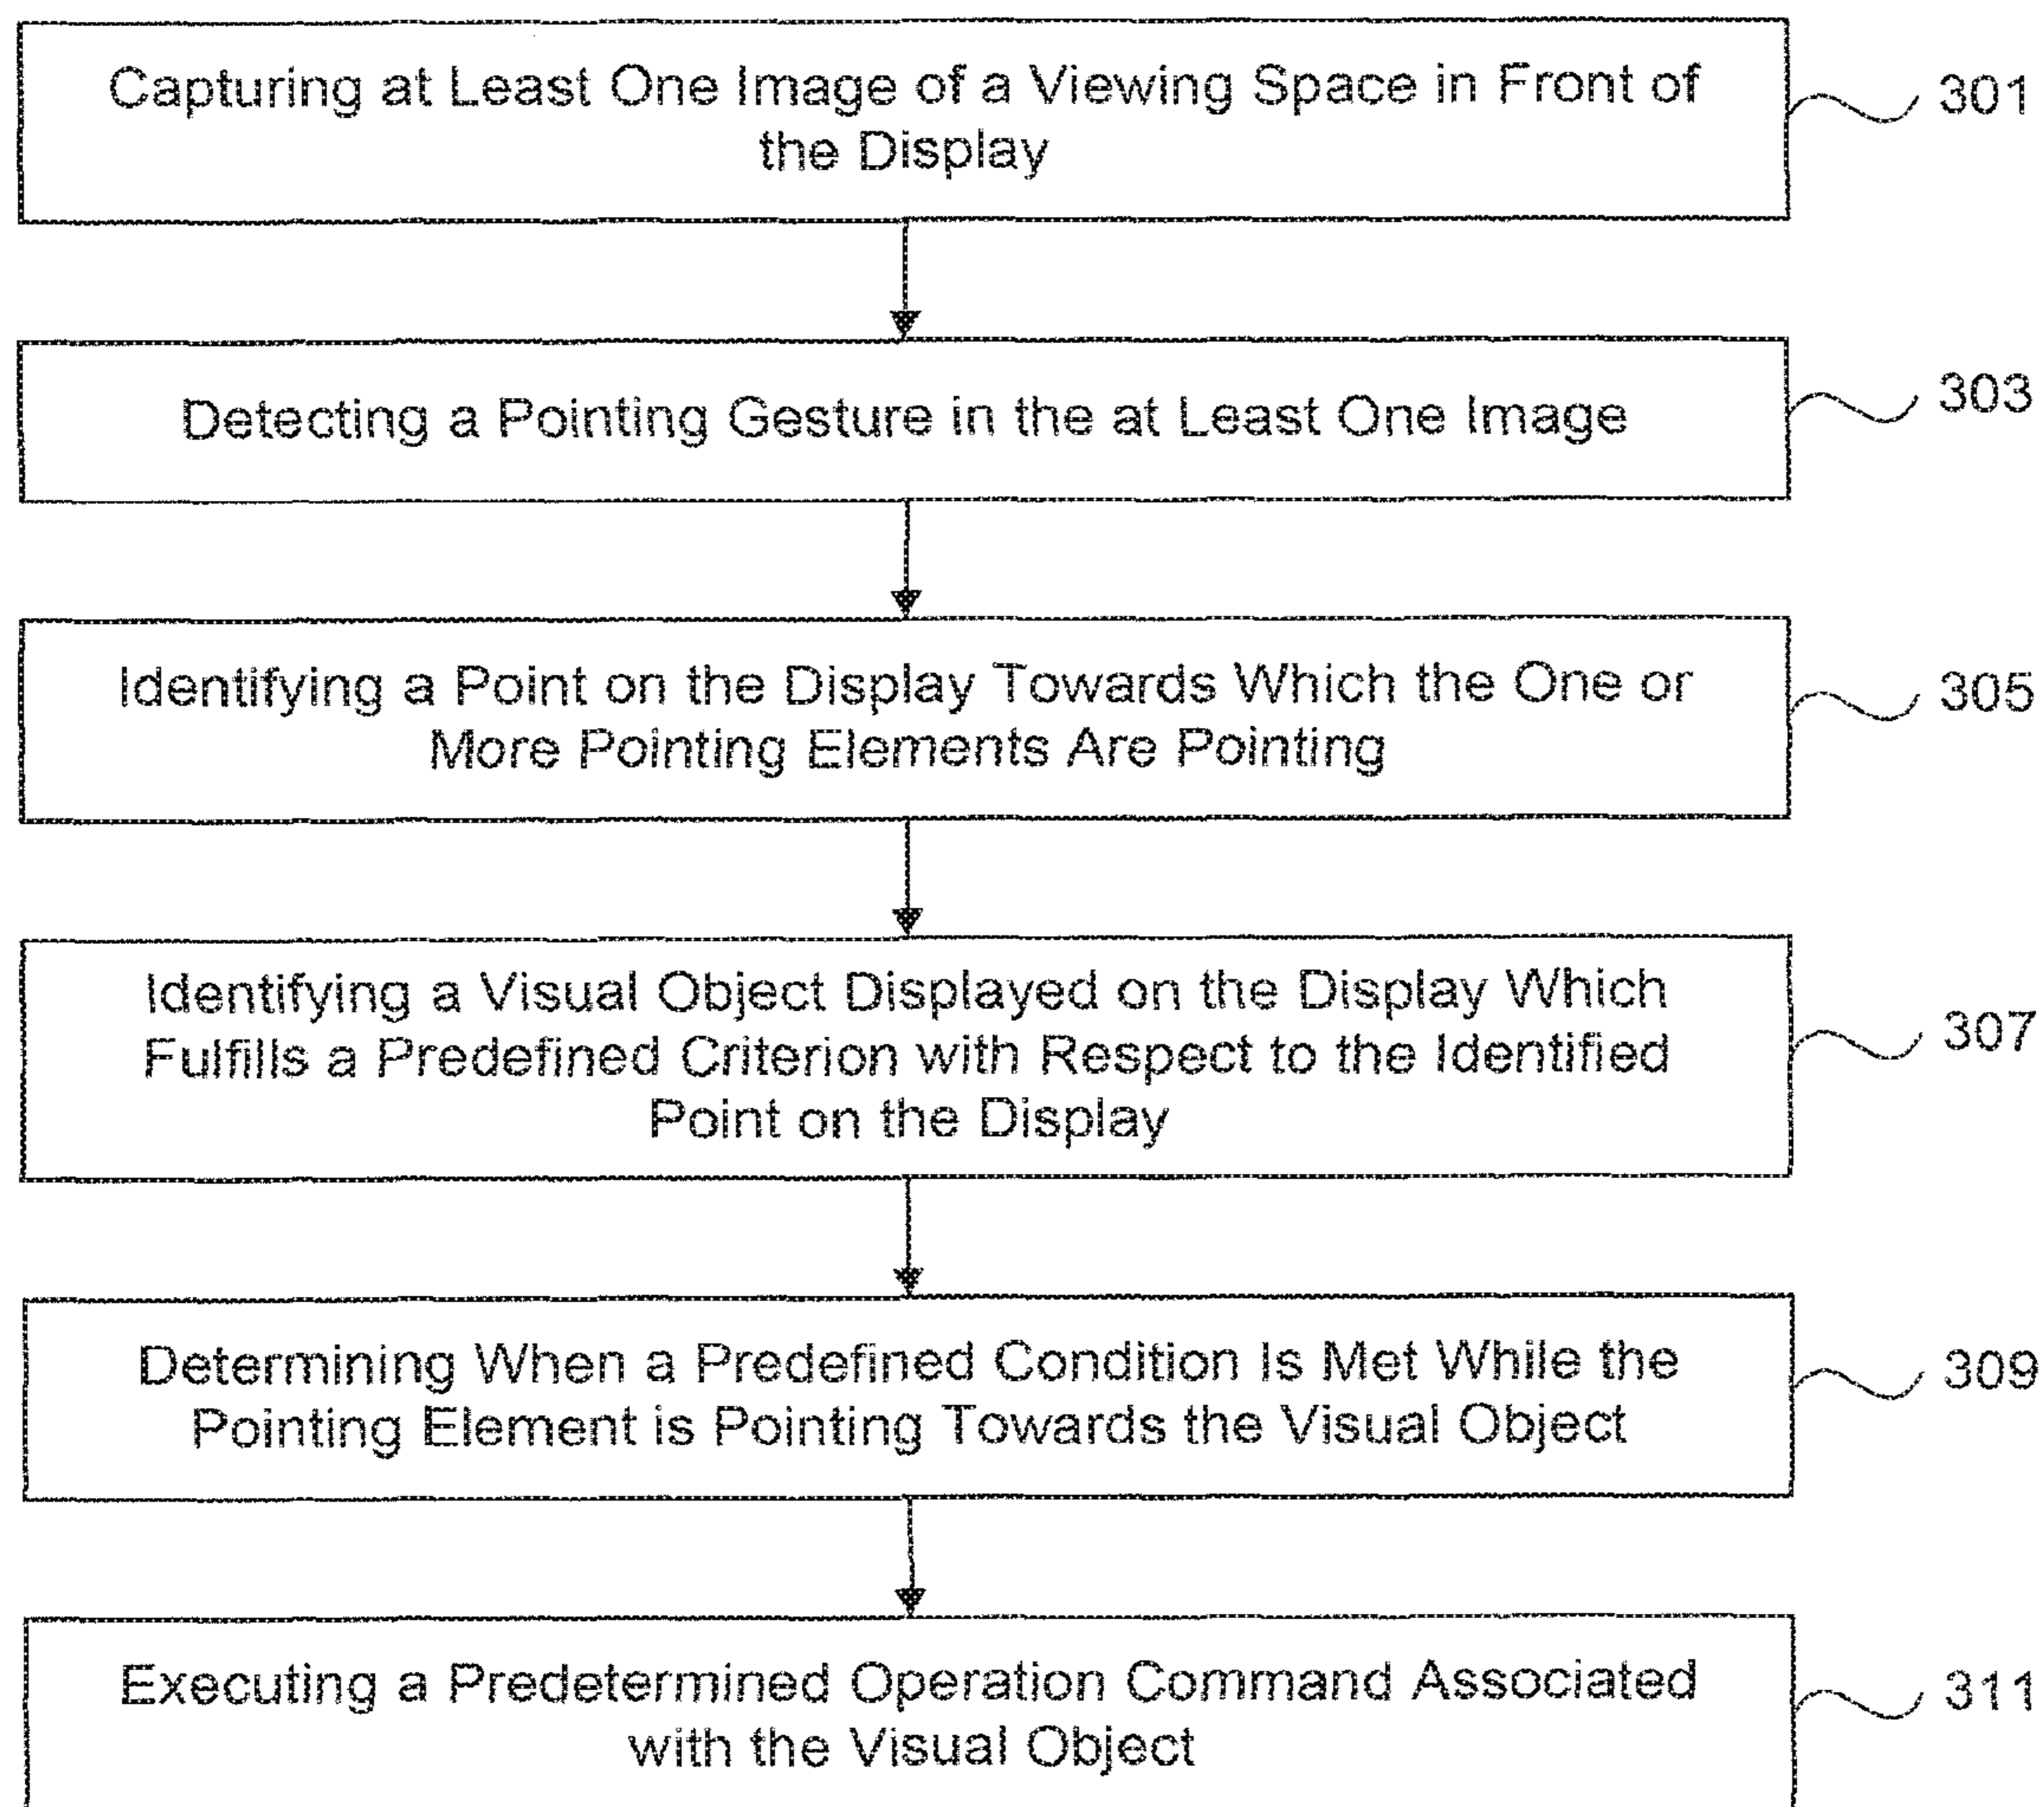 Capturing at Least One Image of a Viewing Space in Front of
the Display
301
Detecting a Pointing Gesture in the at Least One Image
303
Identifying a Point on the Display Towards Which the One or
More Pointing Elements Are Pointing
305
Identifying a Visual Object Displayed on the Display Which
Fulfills a Predefined Criterion with Respect to the Identified
Point on the Display
307
Determining When a Predefined Condition Is Met While the
Pointing Element is Pointing Towards the Visual Object
309
Executing a Predetermined Operation Command Associated
with the Visual Object
311